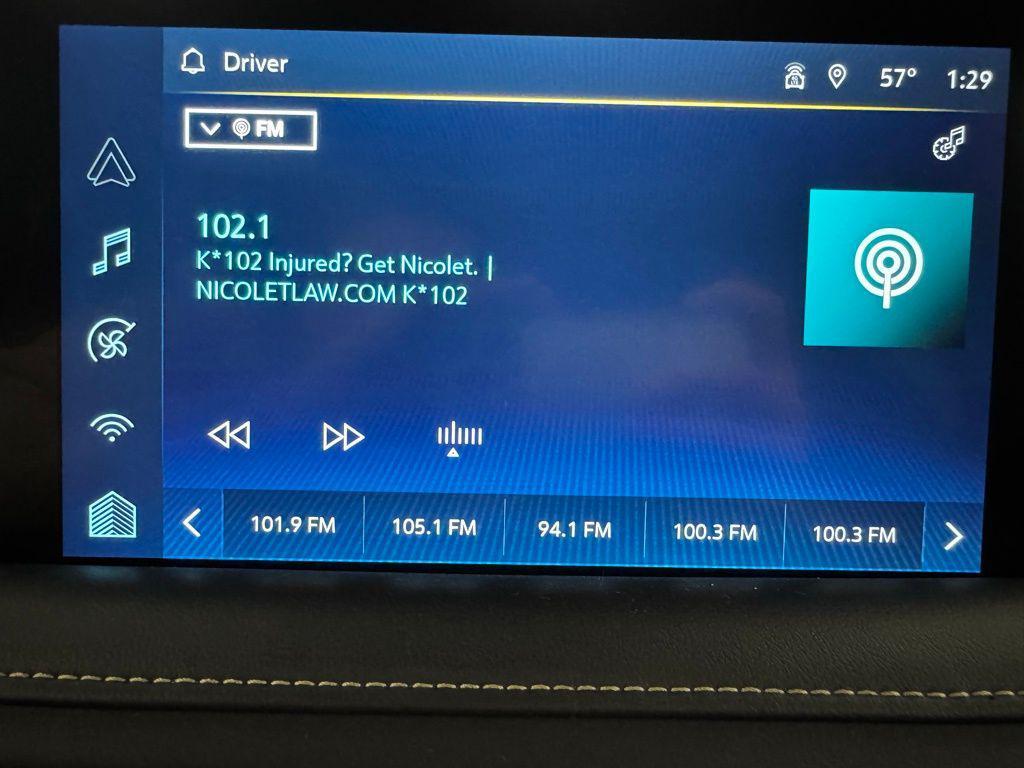 Driver
57° 1:29
FM
102.1
K*102 Injured? Get Nicolet. |
NICOLETLAW.COM K*102
101.9 FM 105.1 FM 94.1 FM 100.3 FM 100.3 FM